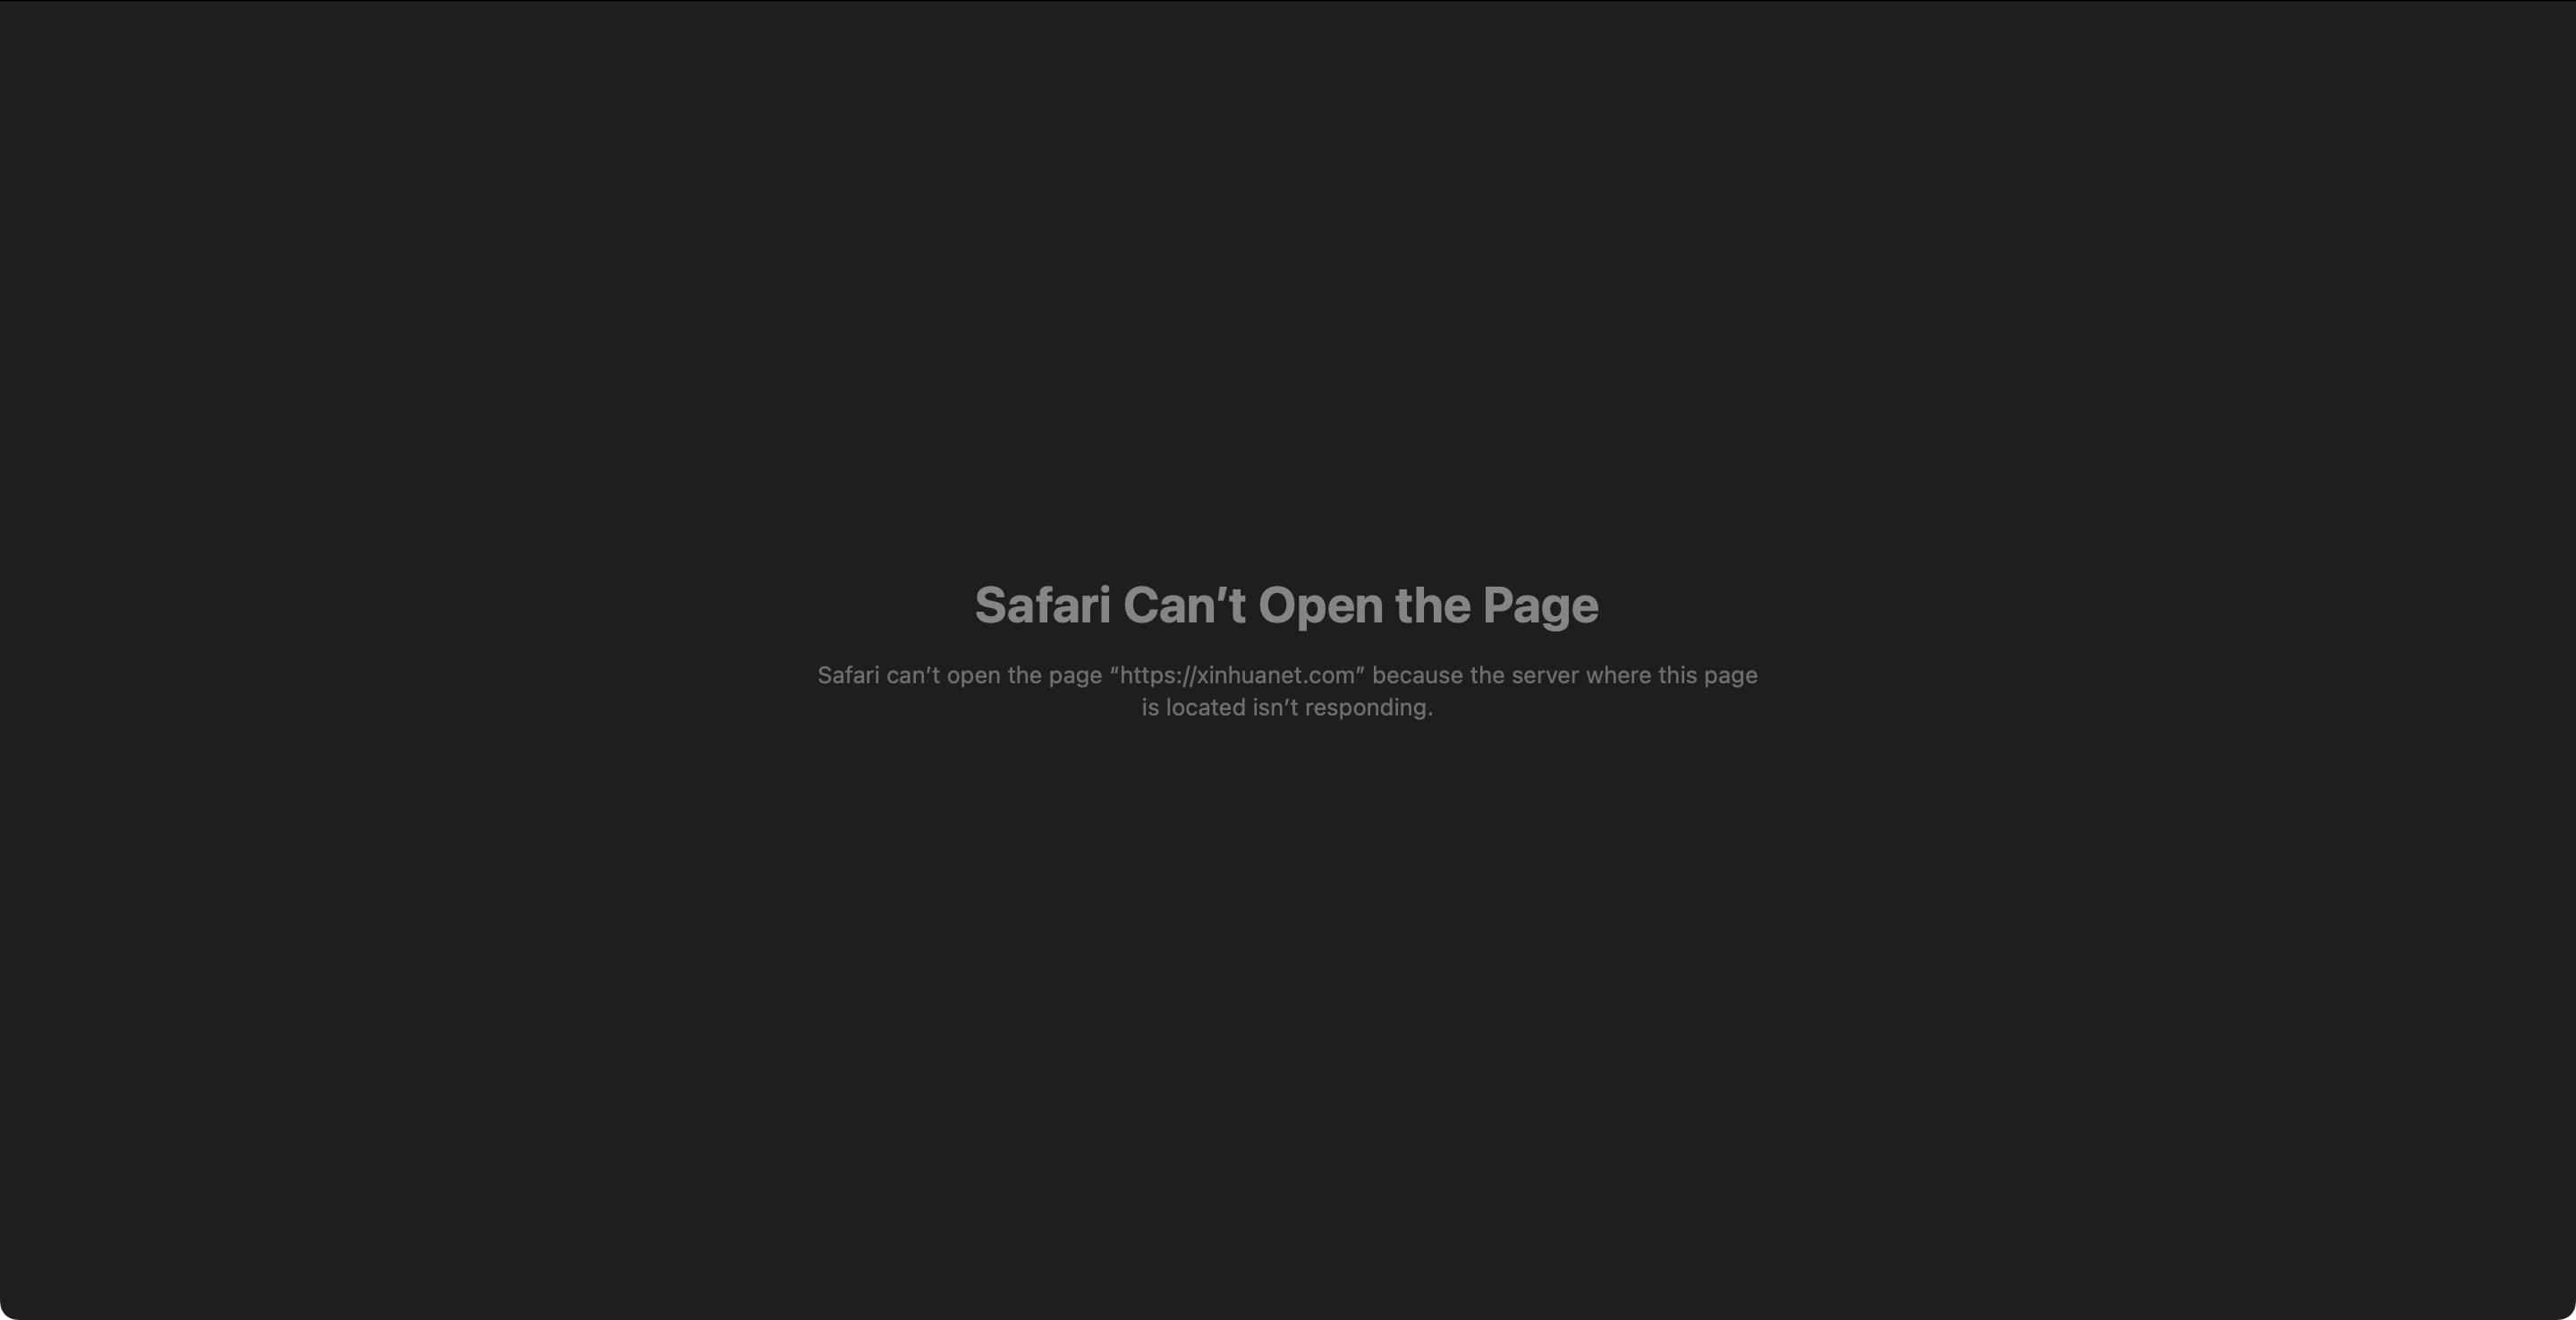 Safari Can’t Open the Page
Safari can’t open the page “https://xinhuanet.com” because the server where this page
is located isn’t responding.